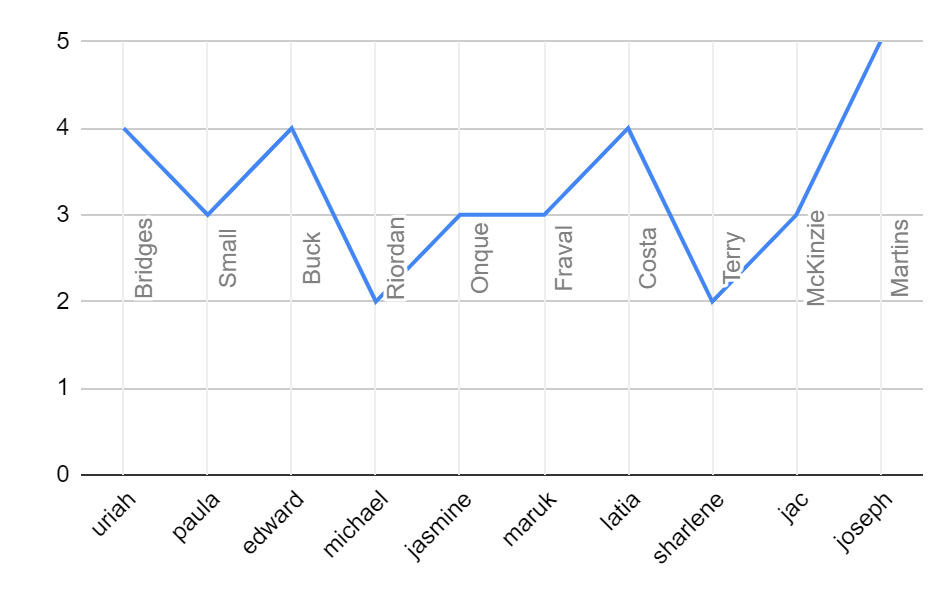 5
4
3
2
1
0
Bridges
Small
Buck
Riordan
Onque
Fraval
Costa
Terry
McKinzie
Martins
uriah
paula
edward
michael
jasmine
maruk
latia
sharlene
jac
joseph